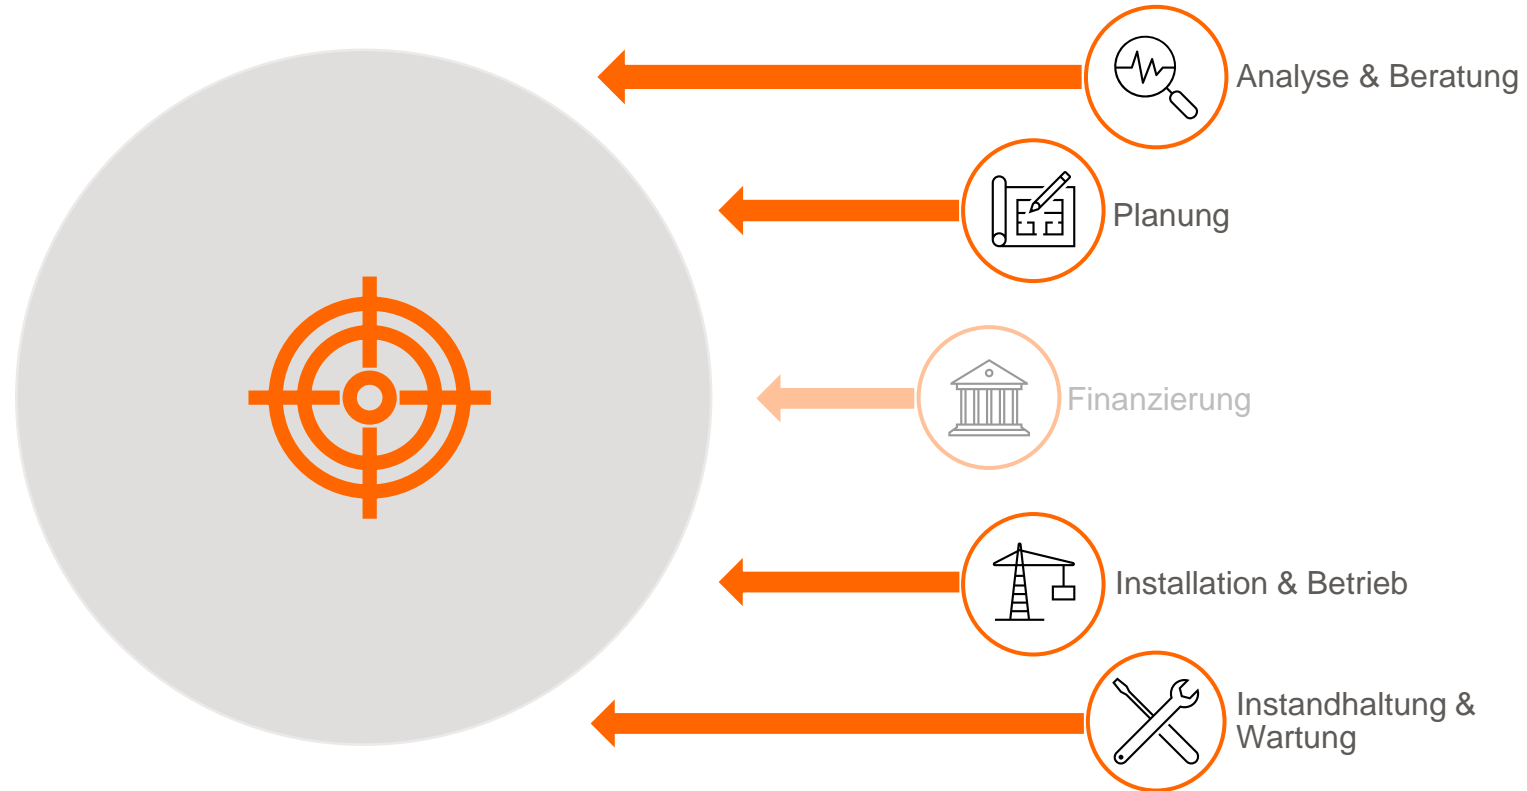 Analyse & Beratung
Planung
Finanzierung
Installation & Betrieb
Instandhaltung &
Wartung